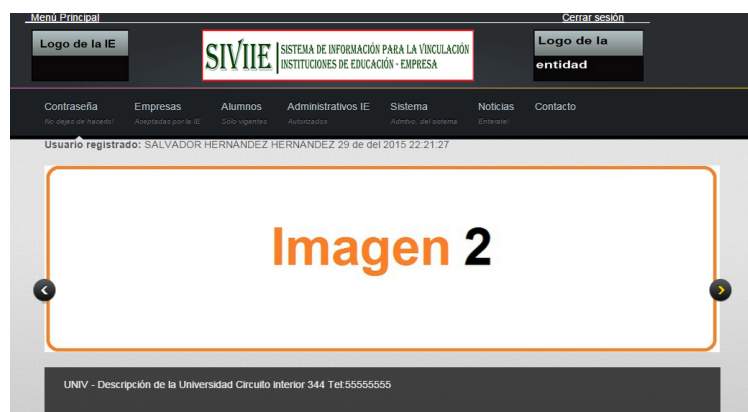 Menú Principal
Cerrar sesión
Logo de la IE
SIVIIE
SISTEMA DE INFORMACIÓN PARA LA VINCULACIÓN
INSTITUCIONES DE EDUCACIÓN - EMPRESA
Logo de la
entidad
Contraseña
Empresas
Alumnos
Administrativos IE
Sistema
Noticias
Contacto
No dejes de hacerlo!
Aceptadas por la IE
Sólo vigentes
Autorizados
Admtvo. del sistema
Enterate!
Usuario registrado: SALVADOR HERNANDEZ HERNANDEZ 29 de del 2015 22:21:27
Imagen 2
UNIV - Descripción de la Universidad Circuito interior 344 Tel:55555555